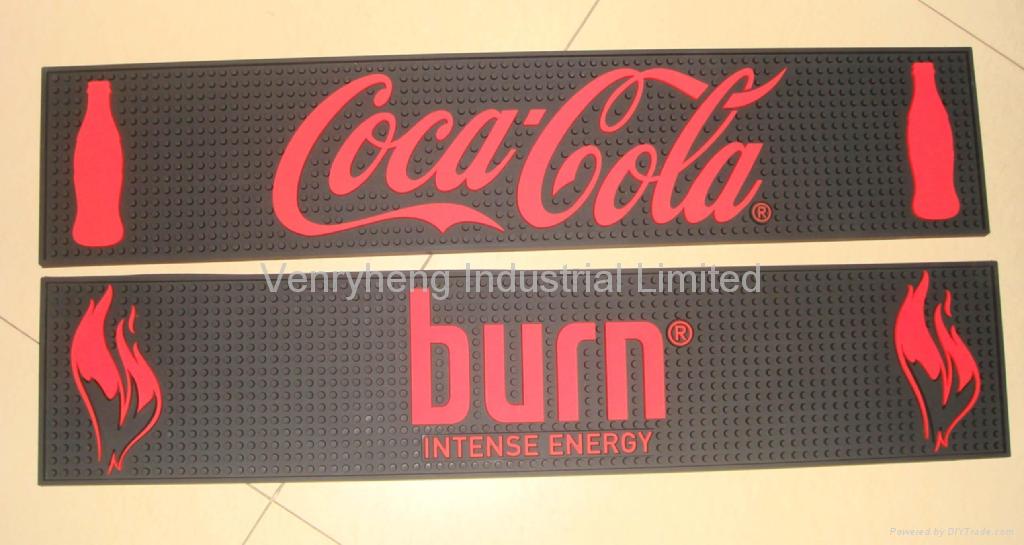 Coca-Cola®
Venryheng Industrial Limited
burn®
INTENSE ENERGY
Powered by DIYTrade.com